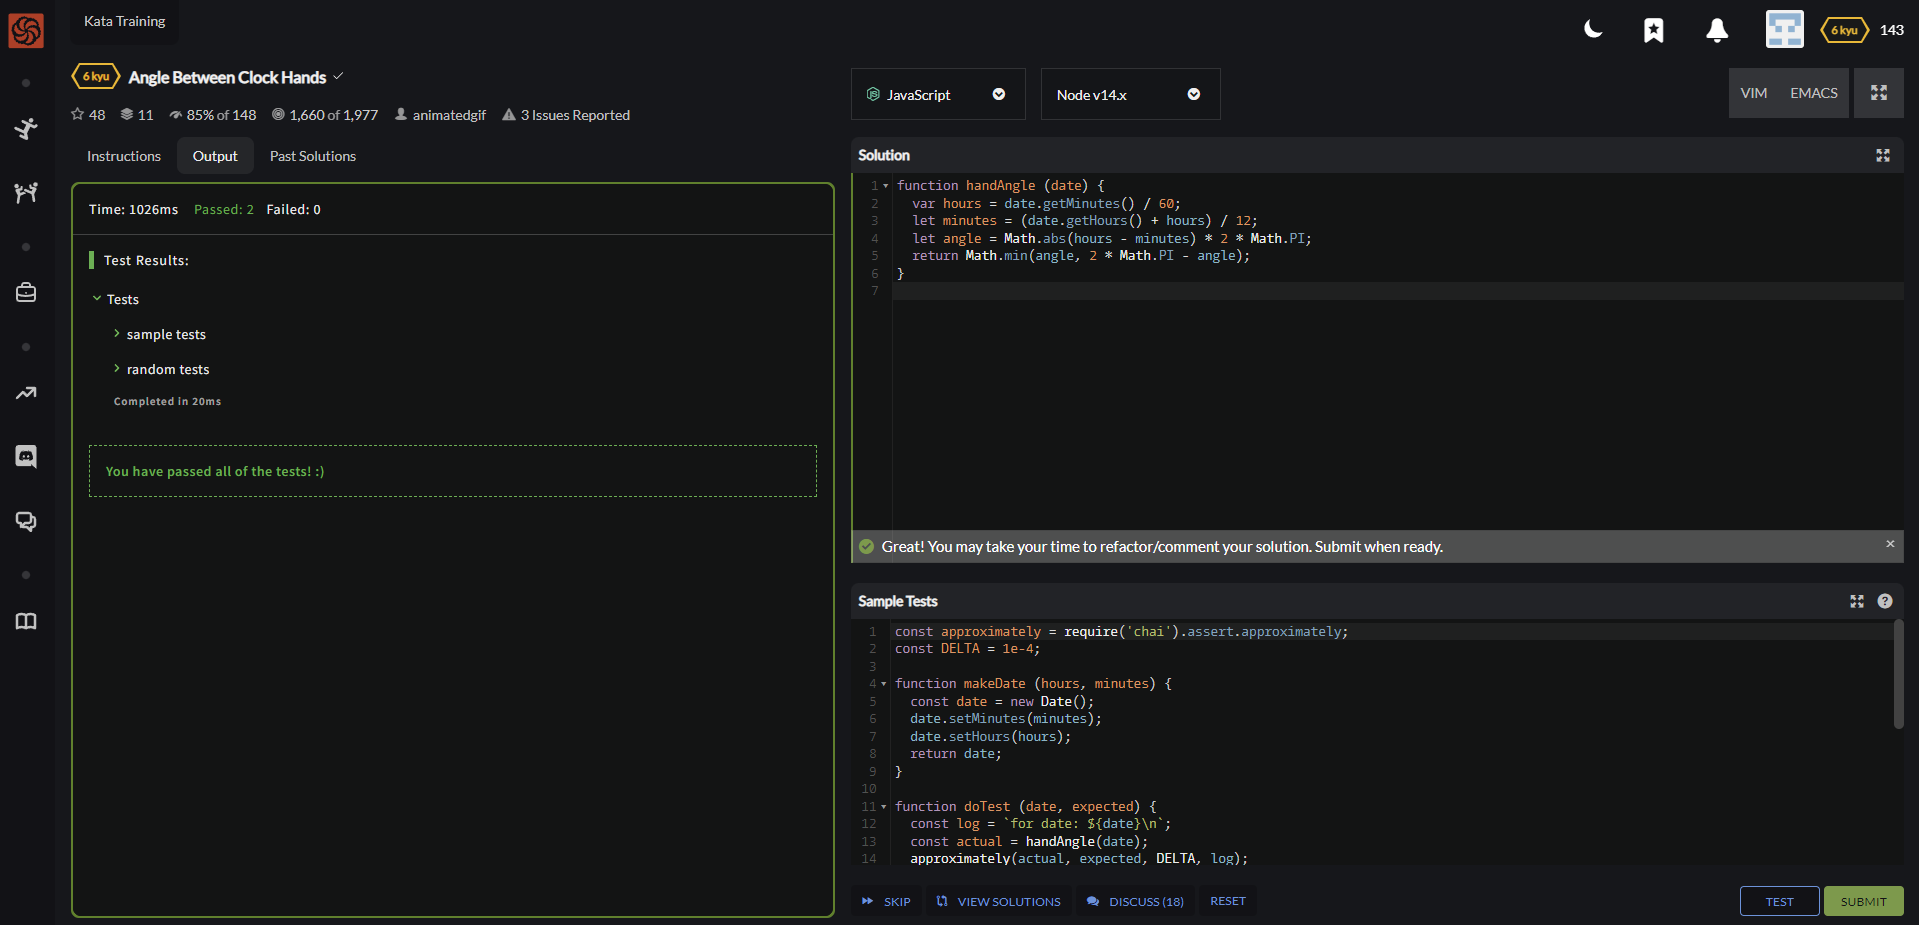 Kata Training
6 kyu
143
6 kyu Angle Between Clock Hands
48 11 85% of 148 1,660 of 1,977 animatedgif 3 Issues Reported
Instructions Output Past Solutions
Time: 1026ms Passed: 2 Failed: 0
Test Results:
Tests
sample tests
random tests
Completed in 20ms
You have passed all of the tests! :)
JavaScript
Node v14.x
VIM EMACS
Solution
1 function handAngle (date) {
2 var hours = date.getMinutes() / 60;
3 let minutes = (date.getHours() + hours) / 12;
4 let angle = Math.abs(hours - minutes) * 2 * Math.PI;
5 return Math.min(angle, 2 * Math.PI - angle);
6 }
7
Great! You may take your time to refactor/comment your solution. Submit when ready. ×
Sample Tests
?
1 const approximately = require('chai').assert.approximately;
2 const DELTA = 1e-4;
3
4 function makeDate (hours, minutes) {
5 const date = new Date();
6 date.setMinutes(minutes);
7 date.setHours(hours);
8 return date;
9 }
10
11 function doTest (date, expected) {
12 const log = `for date: ${date}\n`;
13 const actual = handAngle(date);
14 approximately(actual, expected, DELTA, log);
SKIP VIEW SOLUTIONS DISCUSS (18) RESET
TEST SUBMIT